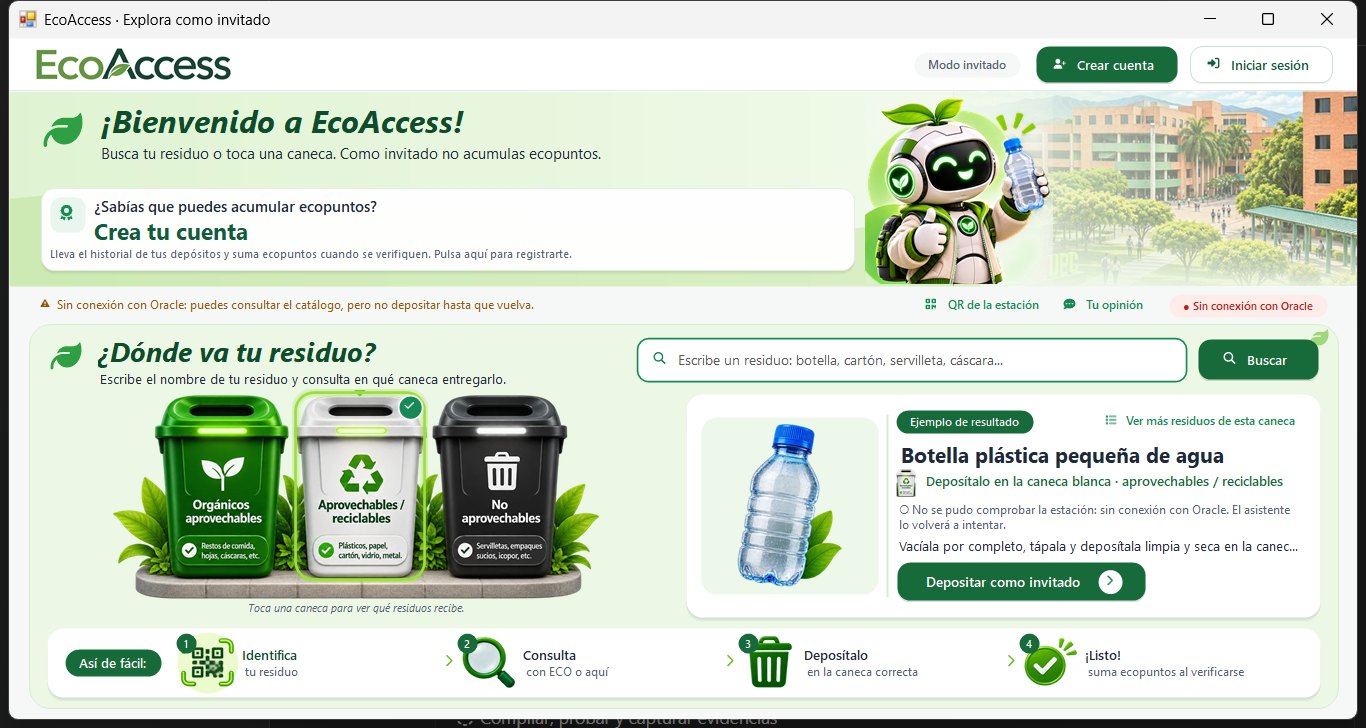 EcoAccess · Explora como invitado
EcoAccess
Modo invitado
Crear cuenta
Iniciar sesión
¡Bienvenido a EcoAccess!
Busca tu residuo o toca una caneca. Como invitado no acumulas ecopuntos.
¿Sabías que puedes acumular ecopuntos?
Crea tu cuenta
Lleva el historial de tus depósitos y suma ecopuntos cuando se verifiquen. Pulsa aquí para registrarte.
UPC
Sin conexión con Oracle: puedes consultar el catálogo, pero no depositar hasta que vuelva.
QR de la estación
Tu opinión
● Sin conexión con Oracle
¿Dónde va tu residuo?
Escribe el nombre de tu residuo y consulta en qué caneca entregarlo.
Escribe un residuo: botella, cartón, servilleta, cáscara...
Buscar
Orgánicos
aprovechables
Restos de comida,
hojas, cáscaras, etc.
Aprovechables /
reciclables
Plásticos, papel,
cartón, vidrio, metal.
No
aprovechables
Servilletas, empaques
sucios, icopor, etc.
Toca una caneca para ver qué residuos recibe.
Ejemplo de resultado
Ver más residuos de esta caneca
Botella plástica pequeña de agua
Deposítalo en la caneca blanca · aprovechables / reciclables
○ No se pudo comprobar la estación: sin conexión con Oracle. El asistente
lo volverá a intentar.
Vacíala por completo, tápala y deposítala limpia y seca en la canec...
Depositar como invitado
Así de fácil:
1
Identifica
tu residuo
2
Consulta
con ECO o aquí
3
Deposítalo
en la caneca correcta
4
¡Listo!
suma ecopuntos al verificarse
Compilar, probar y capturar evidencias